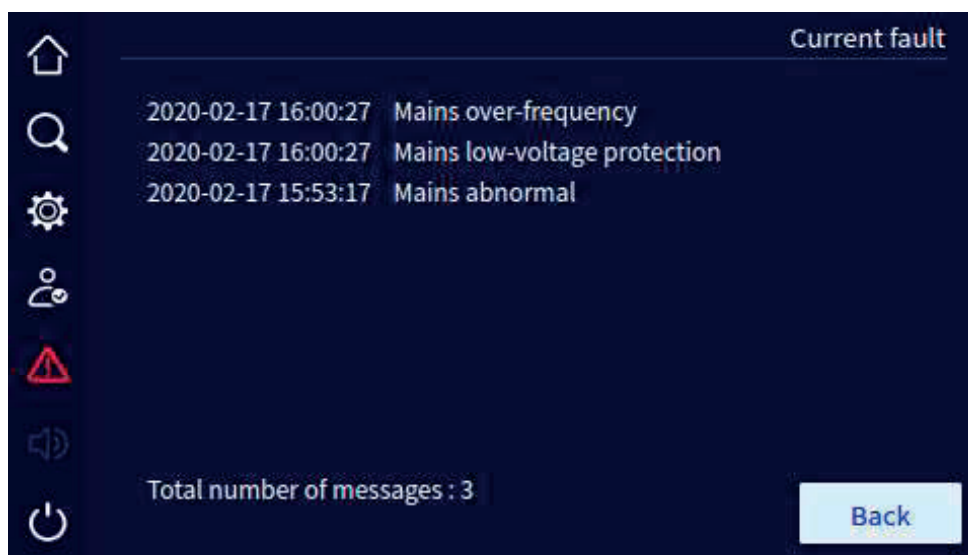 Current fault
2020-02-17 16:00:27 Mains over-frequency
2020-02-17 16:00:27 Mains low-voltage protection
2020-02-17 15:53:17 Mains abnormal
Total number of messages : 3
Back